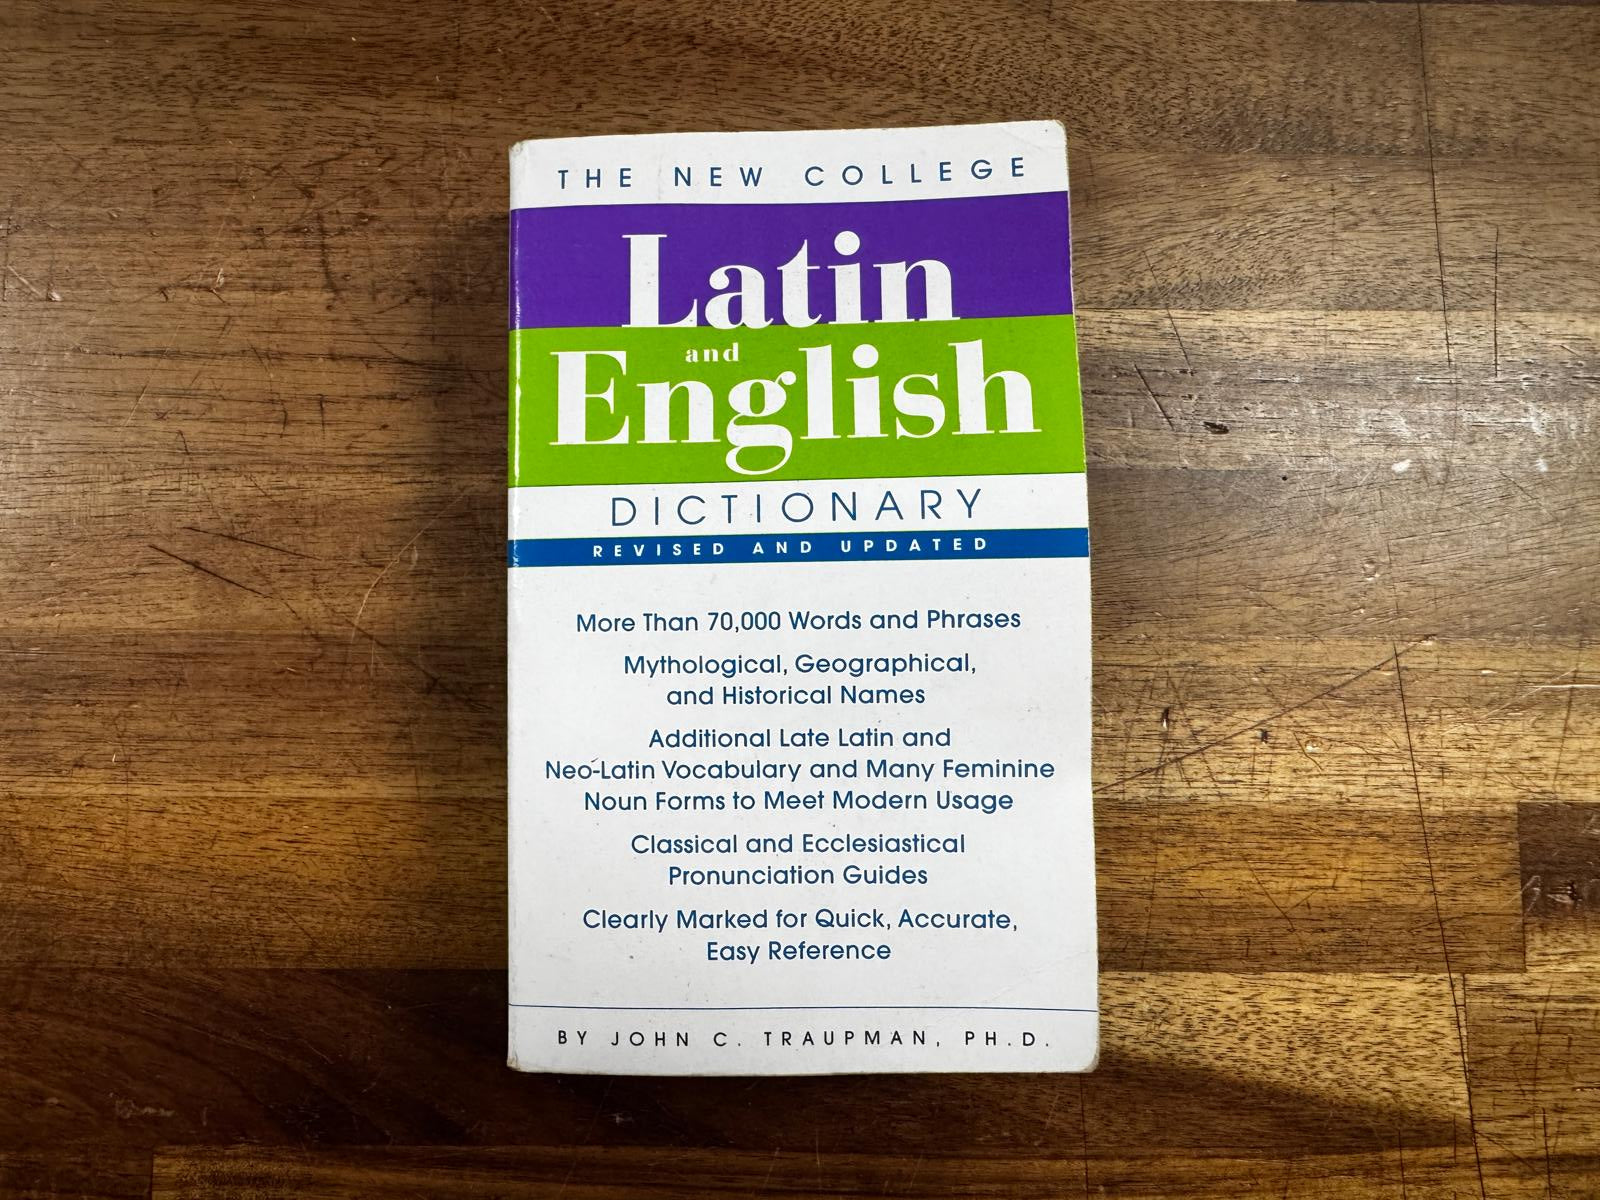 THE NEW COLLEGE
Latin
and
English
DICTIONARY
REVISED AND UPDATED
More Than 70,000 Words and Phrases
Mythological, Geographical,
and Historical Names
Additional Late Latin and
Neo-Latin Vocabulary and Many Feminine
Noun Forms to Meet Modern Usage
Classical and Ecclesiastical
Pronunciation Guides
Clearly Marked for Quick, Accurate,
Easy Reference
BY JOHN C. TRAUPMAN, PH.D.